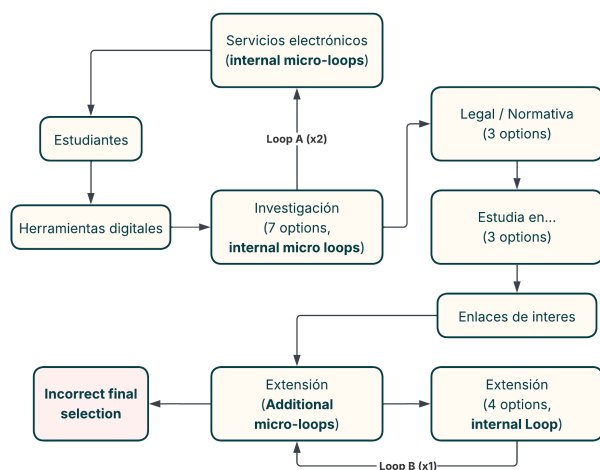 Servicios electrónicos
(internal micro-loops)
Estudiantes
Loop A (x2)
Legal / Normativa
(3 options)
Herramientas digitales
Investigación
(7 options,
internal micro loops)
Estudia en...
(3 options)
Enlaces de interes
Incorrect final
selection
Extensión
(Additional
micro-loops)
Extensión
(4 options,
internal Loop)
Loop B (x1)